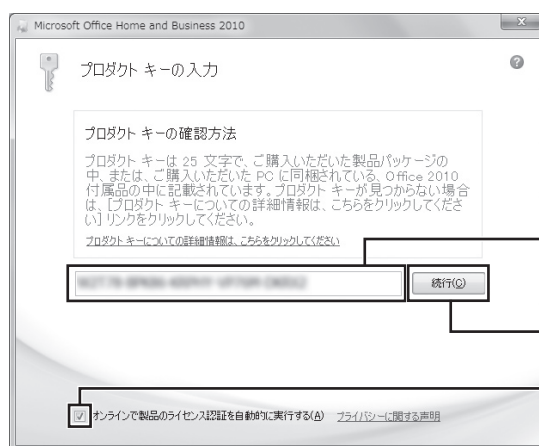 Microsoft Office Home and Business 2010
プロダクト キーの入力
プロダクト キーの確認方法
プロダクト キーは 25 文字で、ご購入いただいた製品パッケージの
中、または、ご購入いただいた PC に同梱されている、Office 2010
付属品の中に記載されています。プロダクト キーが見つからない場合
は、[プロダクト キーについての詳細情報は、こちらをクリックしてくださ
い] リンクをクリックしてください。
プロダクト キーについての詳細情報は、こちらをクリックしてください
続行(C)
オンラインで製品のライセンス認証を自動的に実行する(A) プライバシーに関する声明